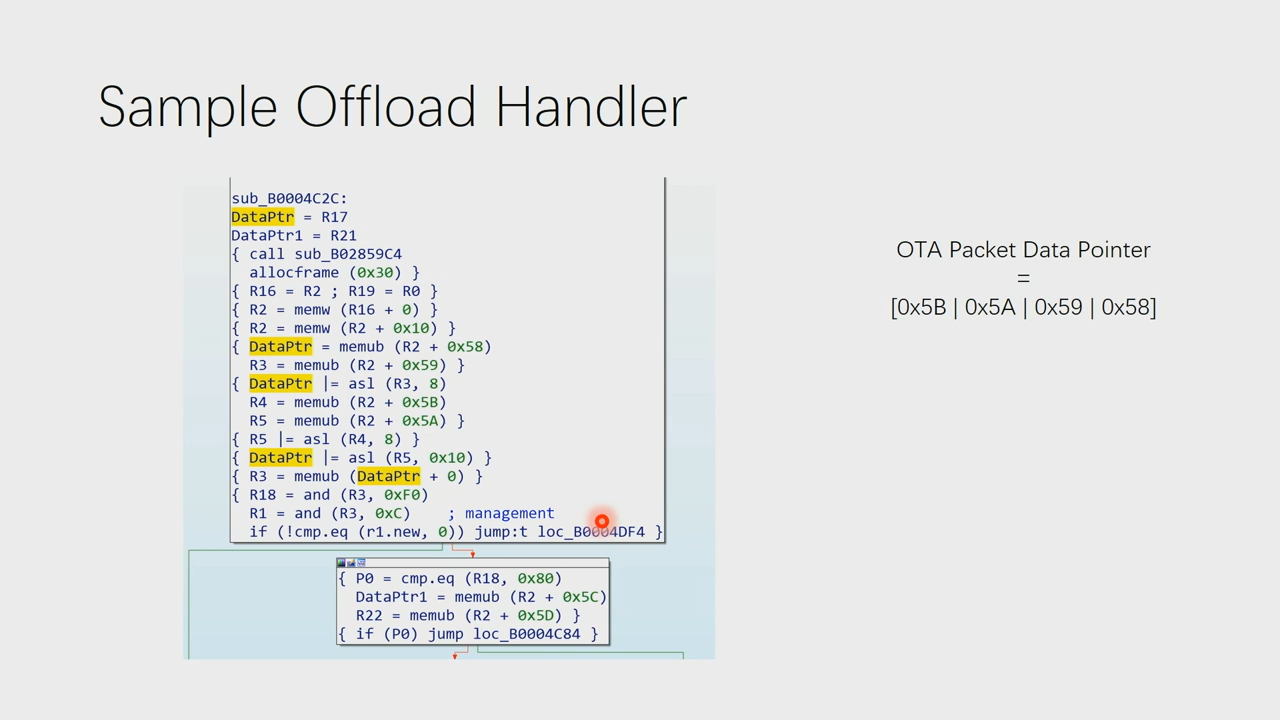 Sample Offload Handler
sub_B0004C2C:
DataPtr = R17
DataPtr1 = R21
{ call sub_B02859C4
allocframe (0x30) }
{ R16 = R2 ; R19 = R0 }
{ R2 = memw (R16 + 0) }
{ R2 = memw (R2 + 0x10) }
{ DataPtr = memub (R2 + 0x58)
R3 = memub (R2 + 0x59) }
{ DataPtr |= asl (R3, 8)
R4 = memub (R2 + 0x5B)
R5 = memub (R2 + 0x5A) }
{ R5 |= asl (R4, 8) }
{ DataPtr |= asl (R5, 0x10) }
{ R3 = memub (DataPtr + 0) }
{ R18 = and (R3, 0xF0)
R1 = and (R3, 0xC) ; management
if (!cmp.eq (r1.new, 0)) jump:t loc_B0004DF4 }
{ P0 = cmp.eq (R18, 0x80)
DataPtr1 = memub (R2 + 0x5C)
R22 = memub (R2 + 0x5D) }
{ if (P0) jump loc_B0004C84 }
OTA Packet Data Pointer
=
[0x5B | 0x5A | 0x59 | 0x58]